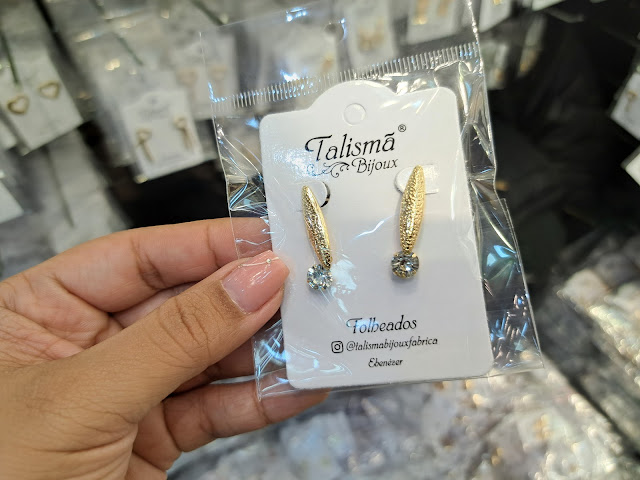 Talismã®
Bijoux
Folheados
@talismabijouxfabrica
Ebenézer